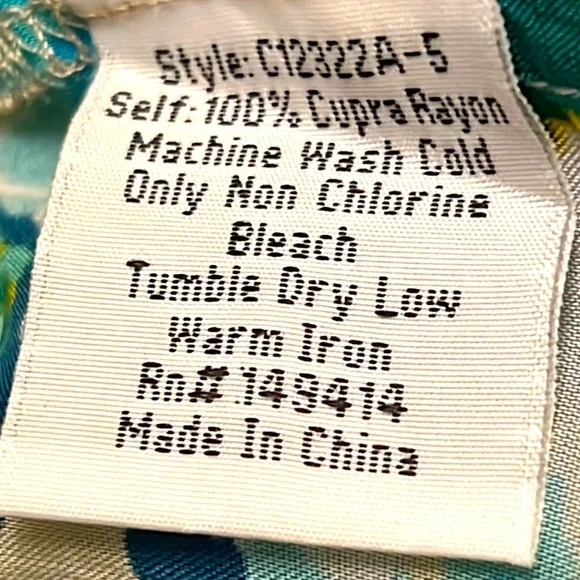 Style: C12322A-5
Self: 100% Cupra Rayon
Machine Wash Cold
Only Non Chlorine
Bleach
Tumble Dry Low
Warm Iron
Rn#.149414
Made In China